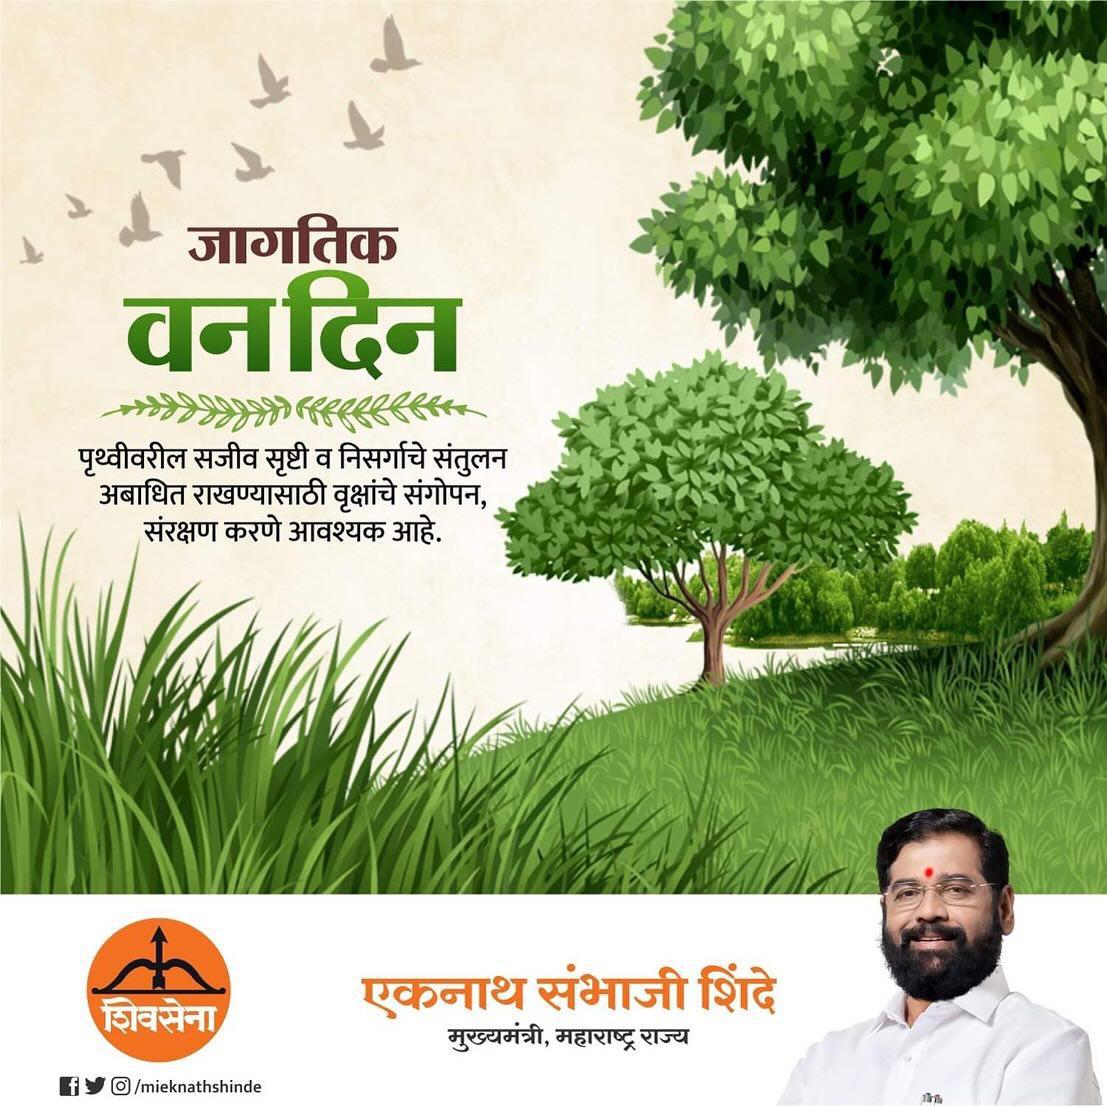 जागतिक
वन दिन
पृथ्वीवरील सजीव सृष्टी व निसर्गाचे संतुलन
अबाधित राखण्यासाठी वृक्षांचे संगोपन,
संरक्षण करणे आवश्यक आहे.
शिवसेना
एकनाथ संभाजी शिंदे
मुख्यमंत्री, महाराष्ट्र राज्य
/mieknathshinde